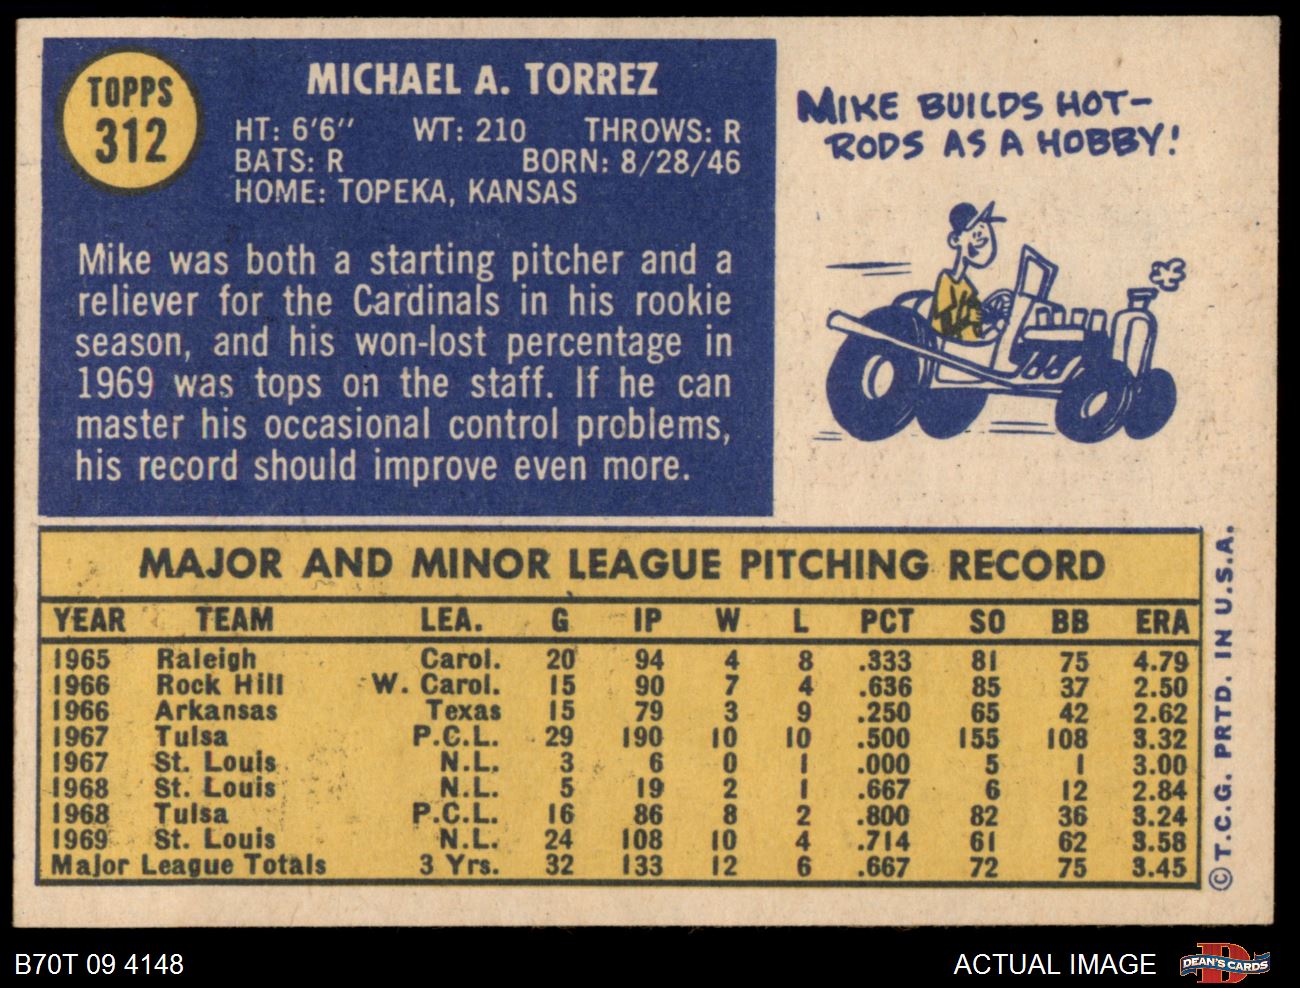 TOPPS
312
MICHAEL A. TORREZ
HT: 6'6" WT: 210 THROWS: R
BATS: R BORN: 8/28/46
HOME: TOPEKA, KANSAS
Mike was both a starting pitcher and a
reliever for the Cardinals in his rookie
season, and his won-lost percentage in
1969 was tops on the staff. If he can
master his occasional control problems,
his record should improve even more.
MIKE BUILDS HOT-
RODS AS A HOBBY!
MAJOR AND MINOR LEAGUE PITCHING RECORD
YEAR TEAM LEA. G IP W L PCT SO BB ERA
1965 Raleigh Carol. 20 94 4 8 .333 81 75 4.79
1966 Rock Hill W. Carol. 15 90 7 4 .636 85 37 2.50
1966 Arkansas Texas 15 79 3 9 .250 65 42 2.62
1967 Tulsa P.C.L. 29 190 10 10 .500 155 108 3.32
1967 St. Louis N.L. 3 6 0 1 .000 5 1 3.00
1968 St. Louis N.L. 5 19 2 1 .667 6 12 2.84
1968 Tulsa P.C.L. 16 86 8 2 .800 82 36 3.24
1969 St. Louis N.L. 24 108 10 4 .714 61 62 3.58
Major League Totals 3 Yrs. 32 133 12 6 .667 72 75 3.45
© T.C.G. PRTD. IN U.S.A.
B70T 09 4148
ACTUAL IMAGE
D
DEAN'S CARDS